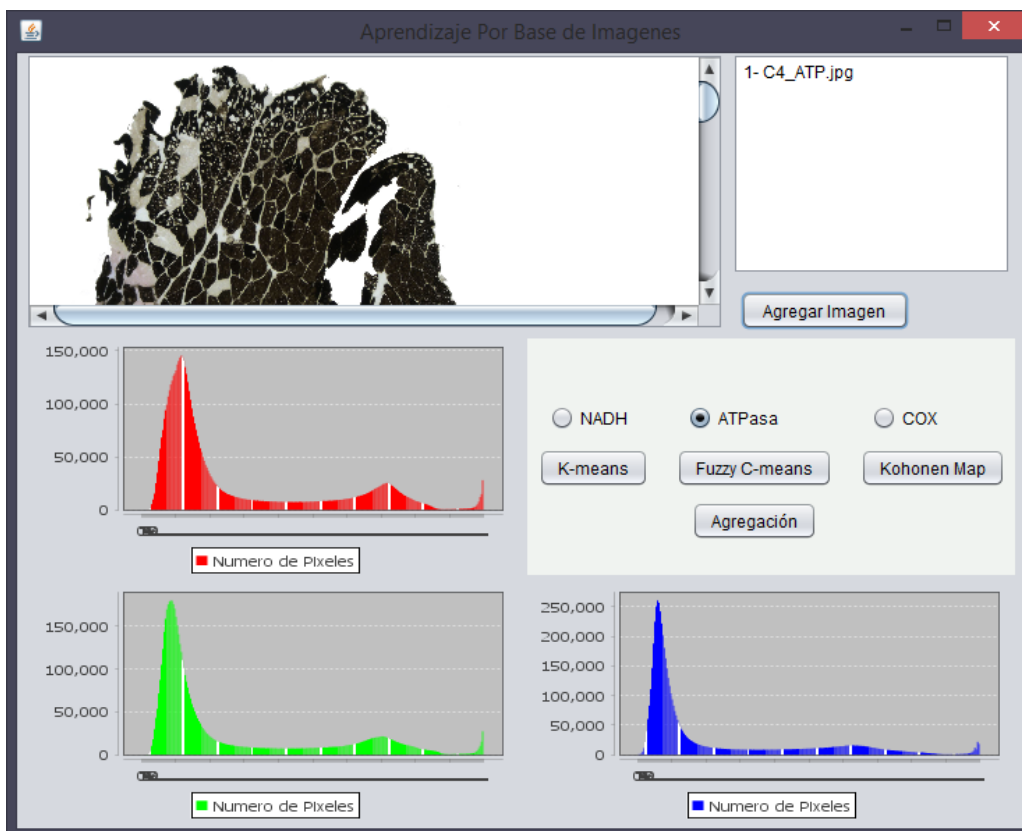 Aprendizaje Por Base de Imagenes
1- C4_ATP.jpg
Agregar Imagen
150,000
100,000
50,000
0
Numero de Pixeles
NADH
ATPasa
COX
K-means
Fuzzy C-means
Kohonen Map
Agregación
150,000
100,000
50,000
0
Numero de Pixeles
250,000
200,000
150,000
100,000
50,000
0
Numero de Pixeles